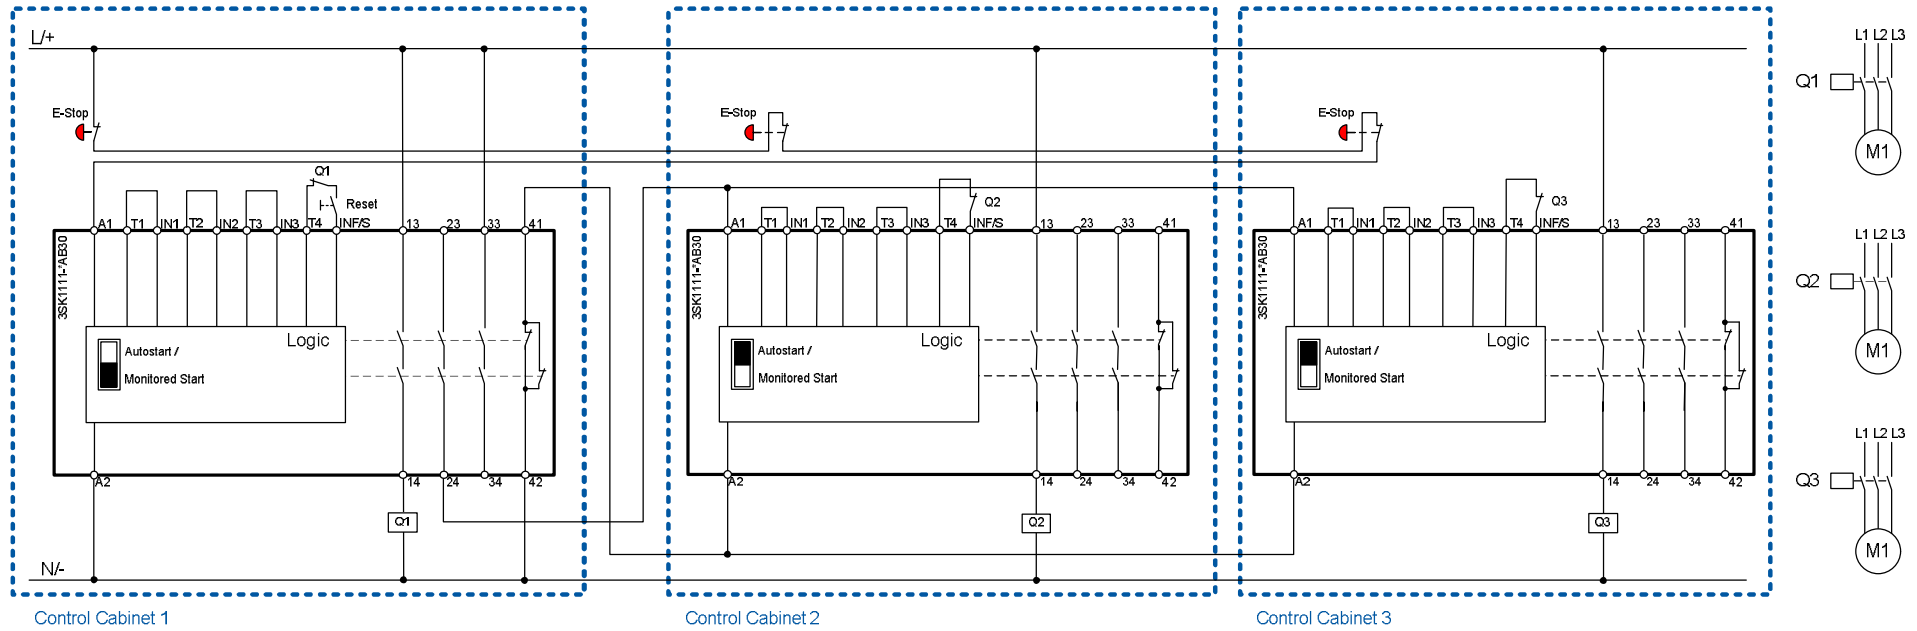 L/+
E-Stop
E-Stop
E-Stop
Q1
Reset
Q2
Q3
A1 T1 IN1 T2 IN2 T3 IN3 T4 INF/S 13 23 33 41
A1 T1 IN1 T2 IN2 T3 IN3 T4 INF/S 13 23 33 41
A1 T1 IN1 T2 IN2 T3 IN3 T4 INF/S 13 23 33 41
3SK1111-*AB30
3SK1111-*AB30
3SK1111-*AB30
Logic
Autostart /
Monitored Start
Logic
Autostart /
Monitored Start
Logic
Autostart /
Monitored Start
A2 14 24 34 42
A2 14 24 34 42
A2 14 24 34 42
Q1
Q2
Q3
N/-
Control Cabinet 1
Control Cabinet 2
Control Cabinet 3
L1 L2 L3
Q1
M1
L1 L2 L3
Q2
M1
L1 L2 L3
Q3
M1